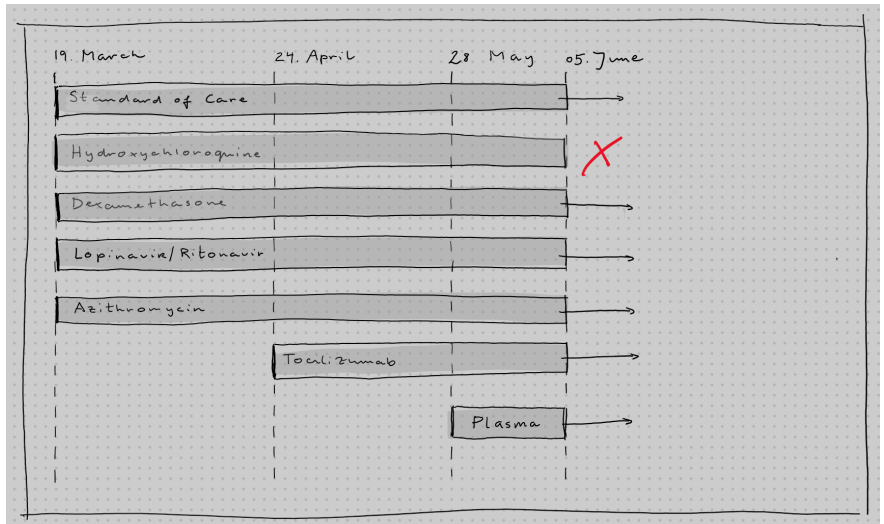 19. March
24. April
28. May
05. June
Standard of Care
Hydroxychloroquine
Dexamethasone
Lopinavir/Ritonavir
Azithromycin
Tocilizumab
Plasma